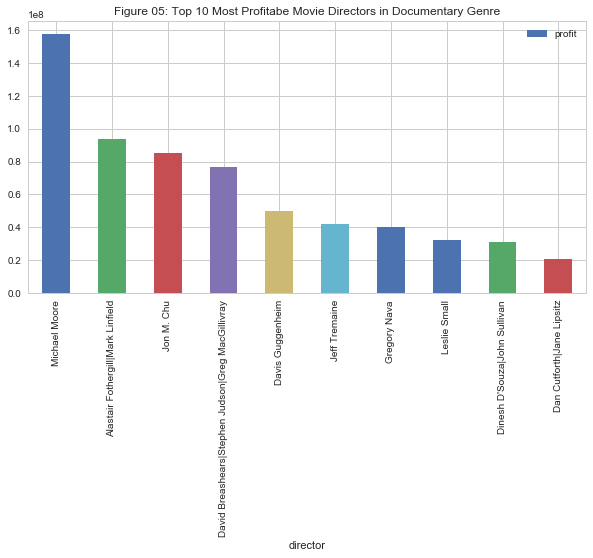 Figure 05: Top 10 Most Profitabe Movie Directors in Documentary Genre
1e8
profit
1.6
1.4
1.2
1.0
0.8
0.6
0.4
0.2
0.0
Michael Moore
Alastair Fothergill|Mark Linfield
Jon M. Chu
David Breashears|Stephen Judson|Greg MacGillivray
Davis Guggenheim
Jeff Tremaine
Gregory Nava
Leslie Small
Dinesh D'Souza|John Sullivan
Dan Cutforth|Jane Lipsitz
director